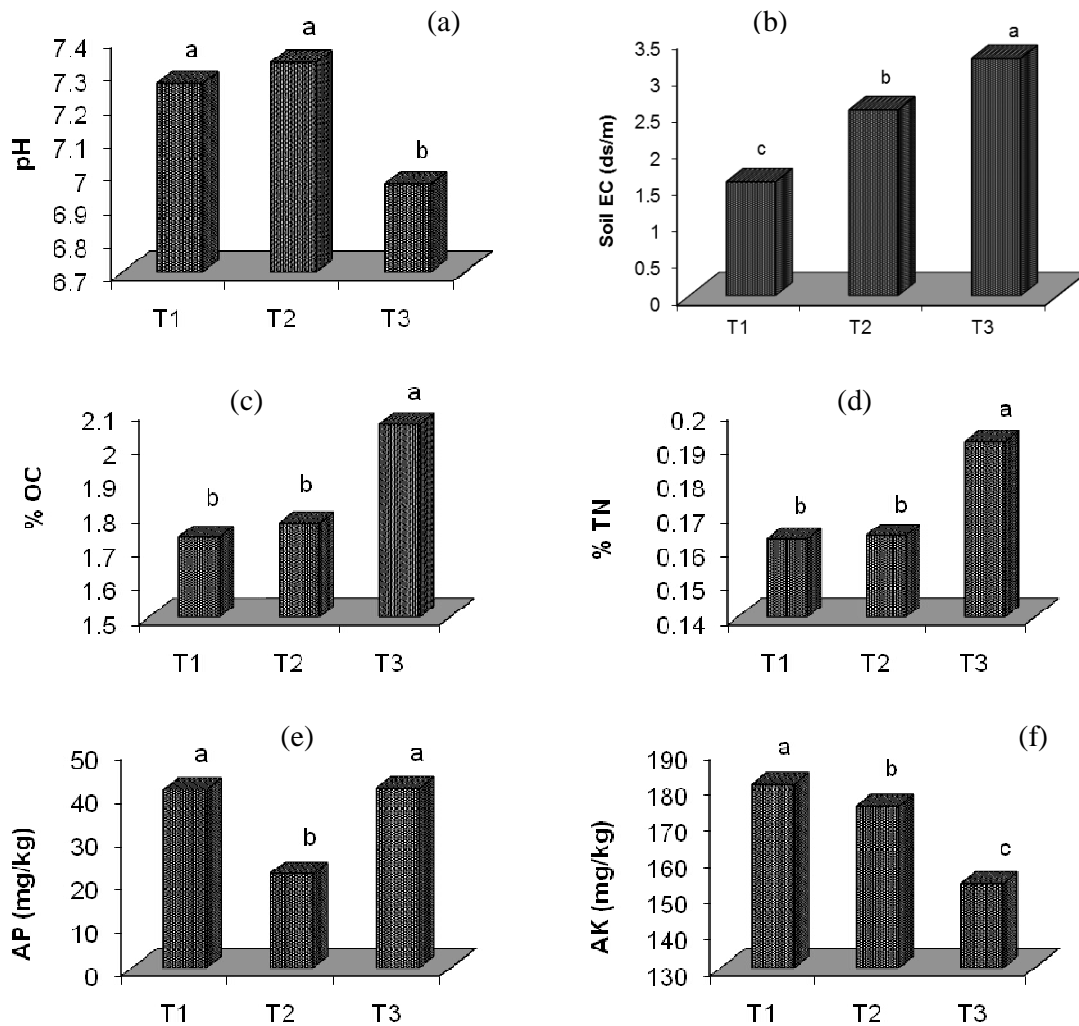 (a)
pH
7.4
7.3
7.2
7.1
7
6.9
6.8
6.7
a
a
b
T1 T2 T3
(b)
Soil EC (ds/m)
3.5
3
2.5
2
1.5
1
0.5
0
c
b
a
T1 T2 T3
(c)
% OC
2.1
2
1.9
1.8
1.7
1.6
1.5
b
b
a
T1 T2 T3
(d)
% TN
0.2
0.19
0.18
0.17
0.16
0.15
0.14
b
b
a
T1 T2 T3
(e)
AP (mg/kg)
50
40
30
20
10
0
a
b
a
T1 T2 T3
(f)
AK (mg/kg)
190
180
170
160
150
140
130
a
b
c
T1 T2 T3